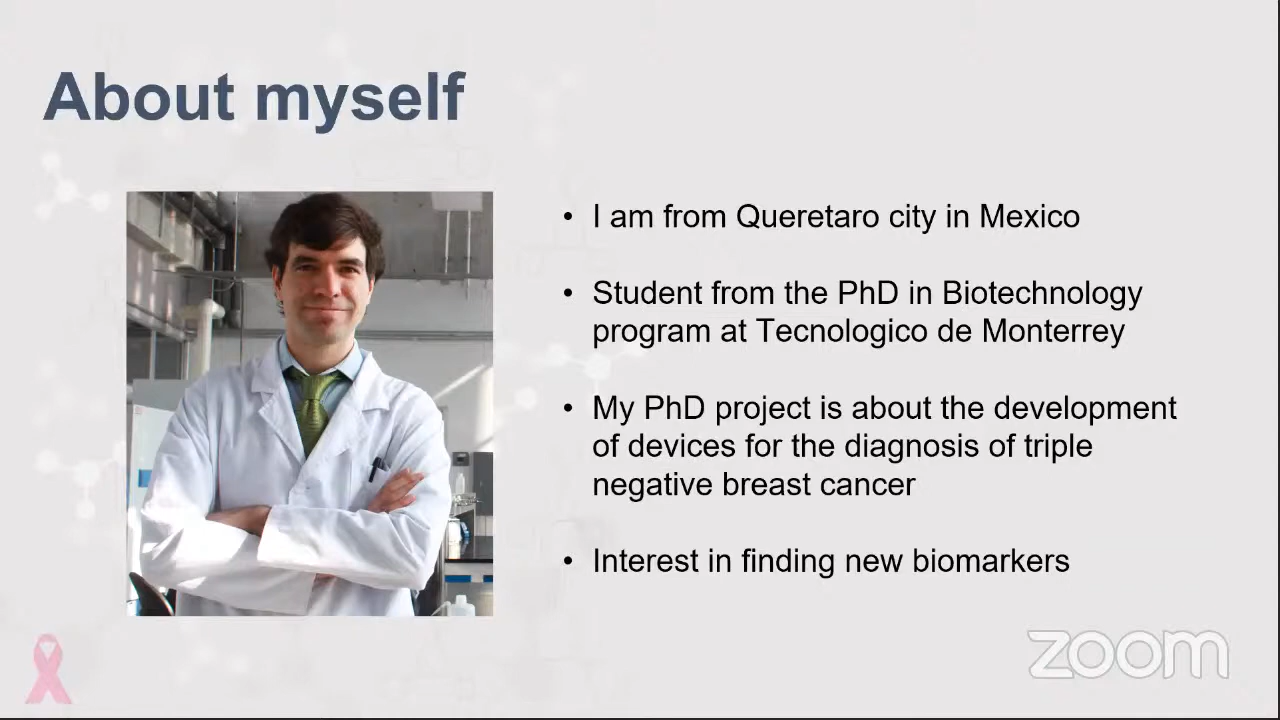 About myself
• I am from Queretaro city in Mexico
• Student from the PhD in Biotechnology
program at Tecnologico de Monterrey
• My PhD project is about the development
of devices for the diagnosis of triple
negative breast cancer
• Interest in finding new biomarkers
zoom